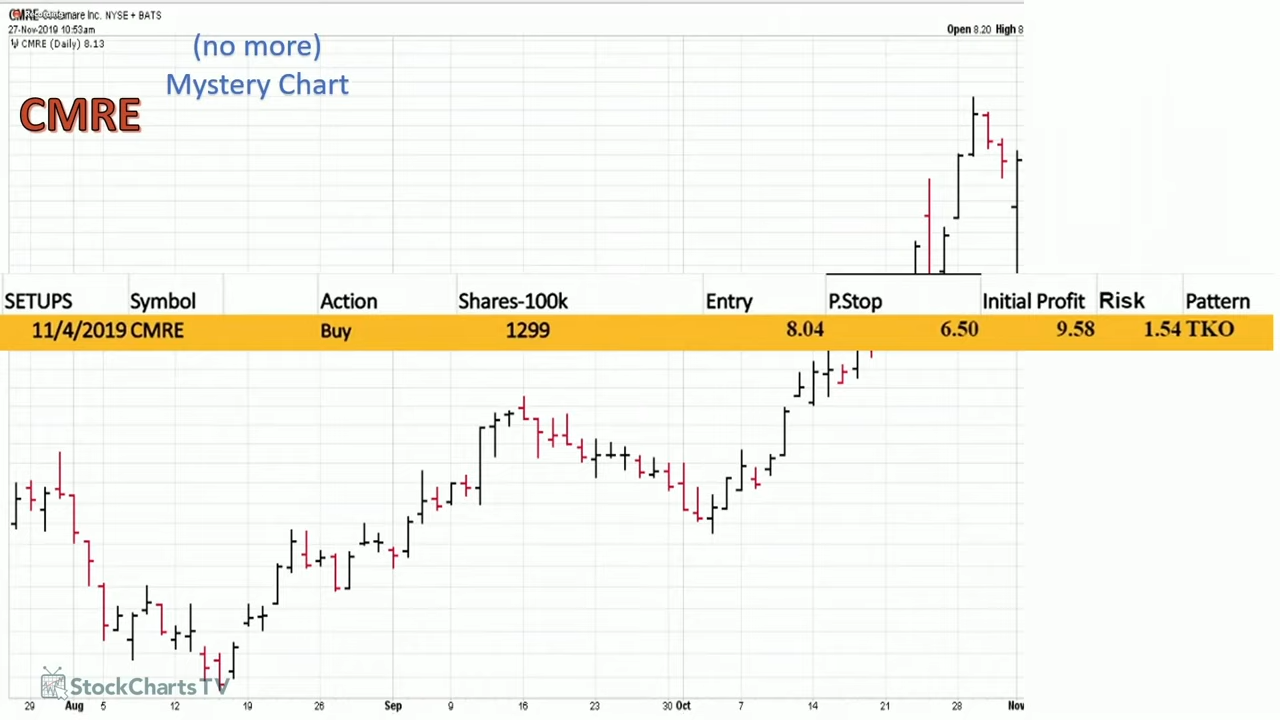 CMRE Costamare Inc. NYSE + BATS
27-Nov-2019 10:53am
Open 8.20 High 8
CMRE (Daily) 8.13
(no more)
Mystery Chart
CMRE
SETUPS Symbol Action Shares-100k Entry P.Stop Initial Profit Risk Pattern
11/4/2019 CMRE Buy 1299 8.04 6.50 9.58 1.54 TKO
StockCharts TV
29 Aug 5 12 19 26 Sep 9 16 23 30 Oct 7 14 21 28 Nov